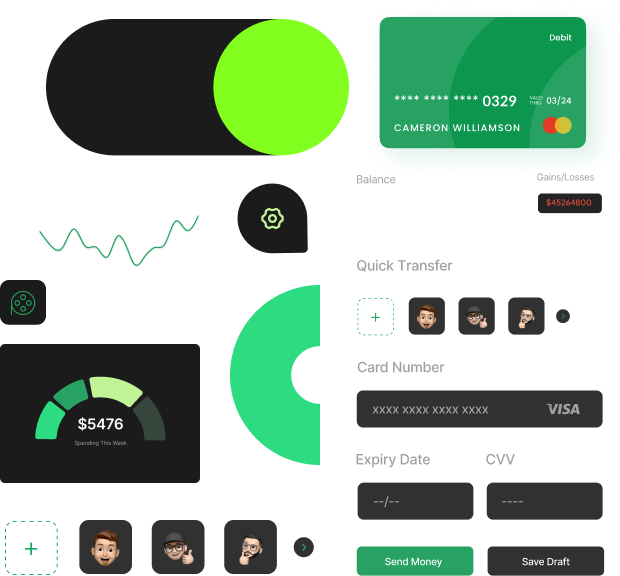 Debit
**** **** **** 0329
VALID THRU 03/24
CAMERON WILLIAMSON
Balance
Gains/Losses
$45264800
Quick Transfer
+
Card Number
XXXX XXXX XXXX XXXX VISA
Expiry Date
CVV
--/--
----
Send Money
Save Draft
$5476
Spending This Week
+